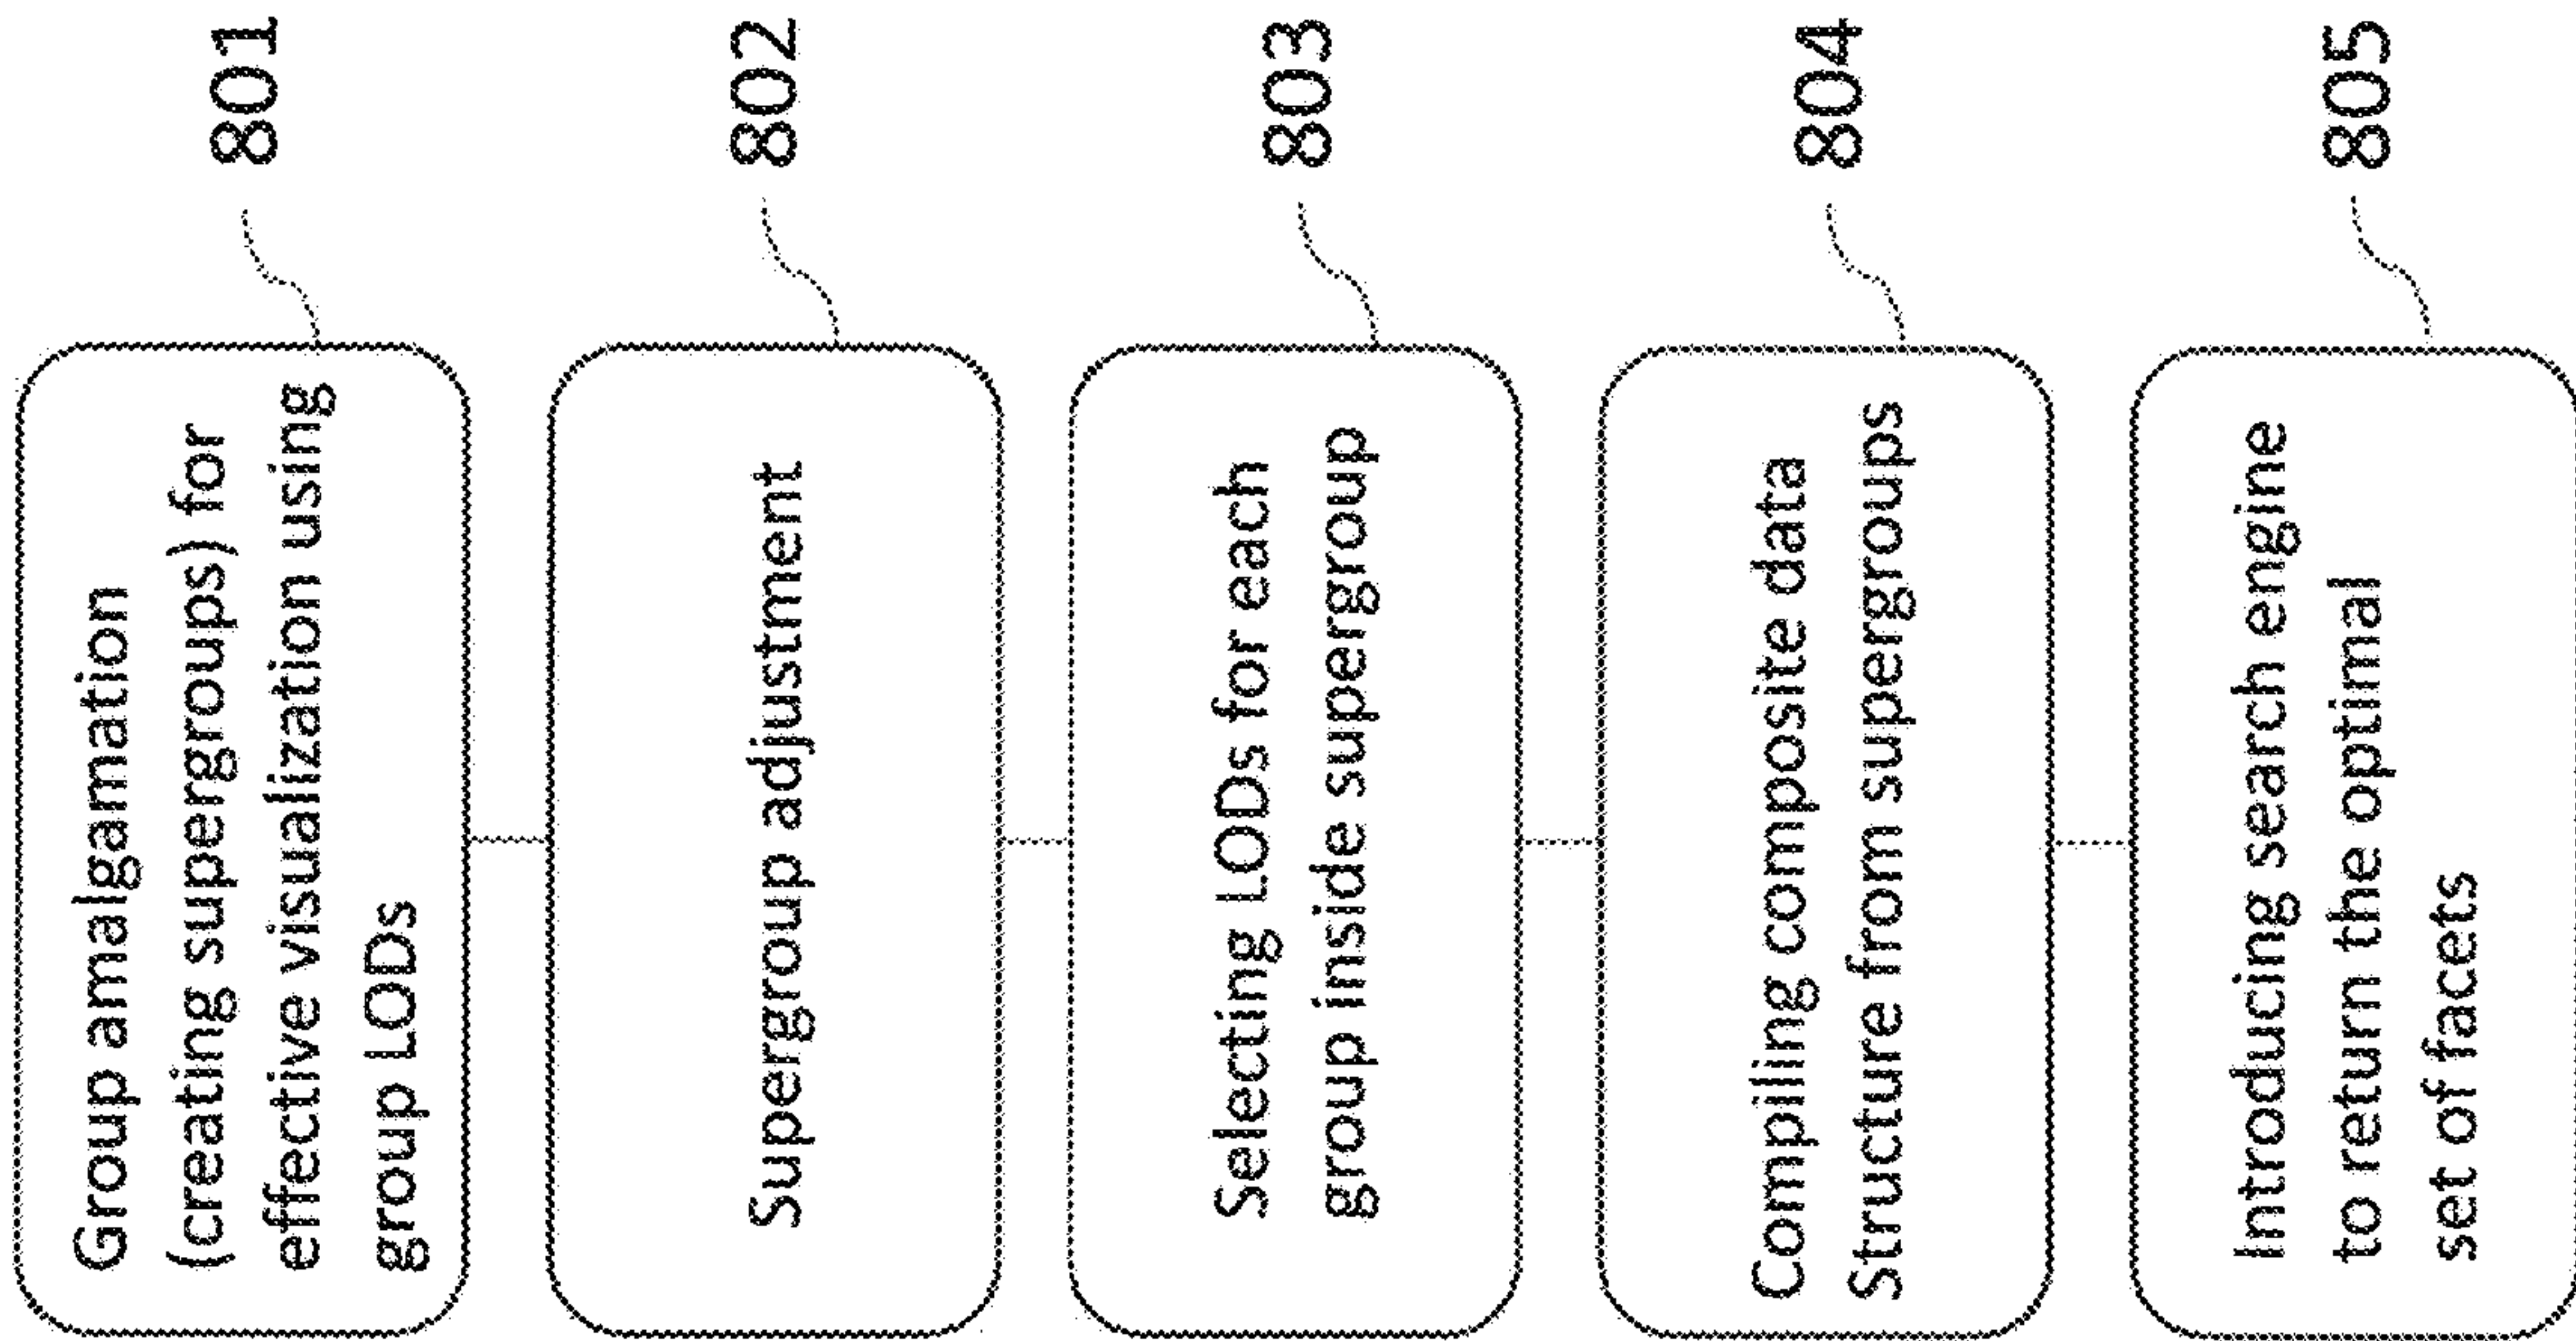 Group amalgamation
(creating supergroups) for
effective visualization using
group LODs
801
Supergroup adjustment
802
Selecting LODs for each
group inside supergroup
803
Compiling composite data
Structure from supergroups
804
Introducing search engine
to return the optimal
set of facets
805